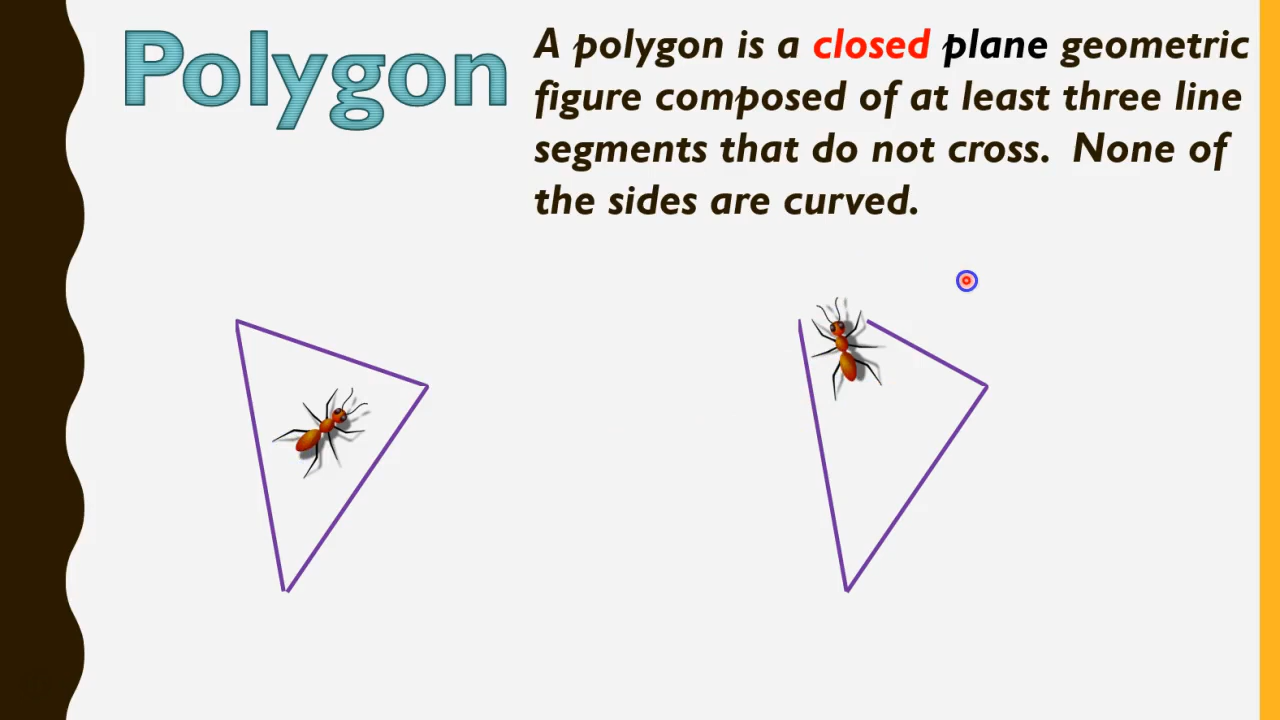 Polygon
A polygon is a closed plane geometric
figure composed of at least three line
segments that do not cross.  None of
the sides are curved.